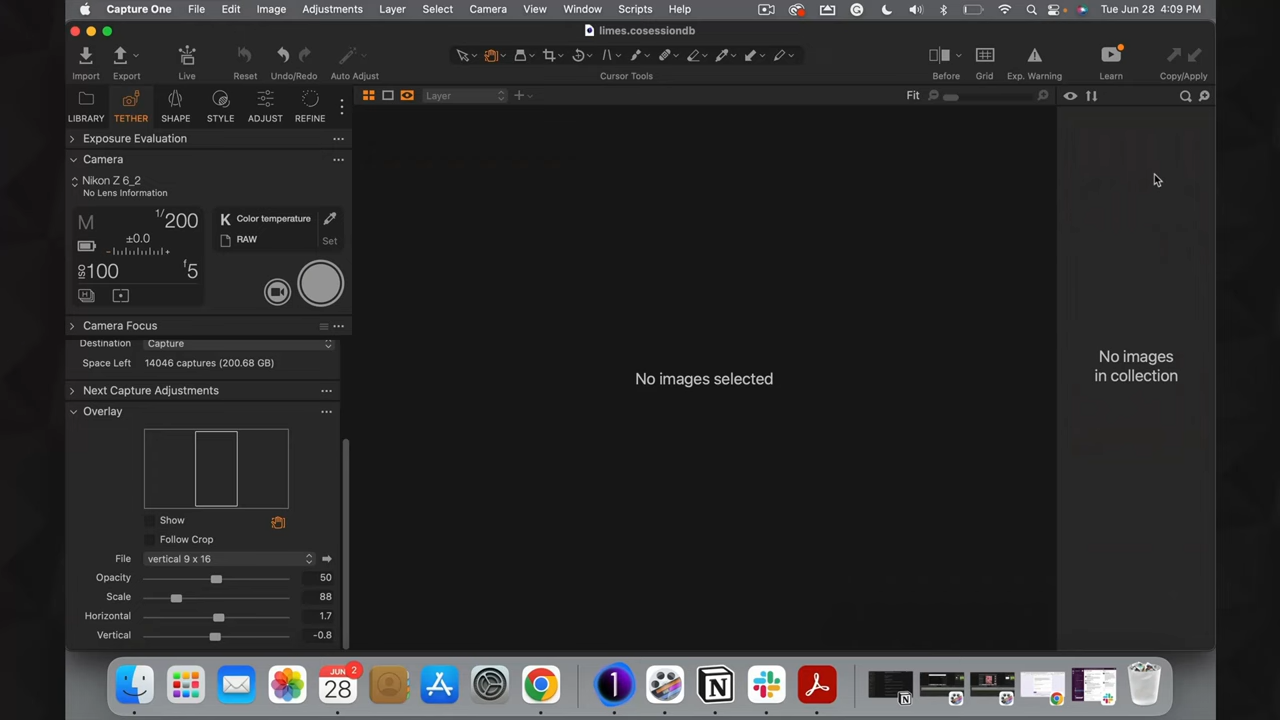 Capture One File Edit Image Adjustments Layer Select Camera View Window Scripts Help Tue Jun 28 4:09 PM
limes.cosessiondb
Import Export Live Reset Undo/Redo Auto Adjust Cursor Tools Before Grid Exp. Warning Learn Copy/Apply
LIBRARY TETHER SHAPE STYLE ADJUST REFINE
Layer Fit
Exposure Evaluation
Camera
Nikon Z 6_2
No Lens Information
M 1/200
±0.0
ISO 100 f 5
K Color temperature
RAW Set
Camera Focus
Destination Capture
Space Left 14046 captures (200.68 GB)
Next Capture Adjustments
Overlay
Show
Follow Crop
File vertical 9 x 16
Opacity 50
Scale 88
Horizontal 1.7
Vertical -0.8
No images selected
No images
in collection
JUN 2
28
1